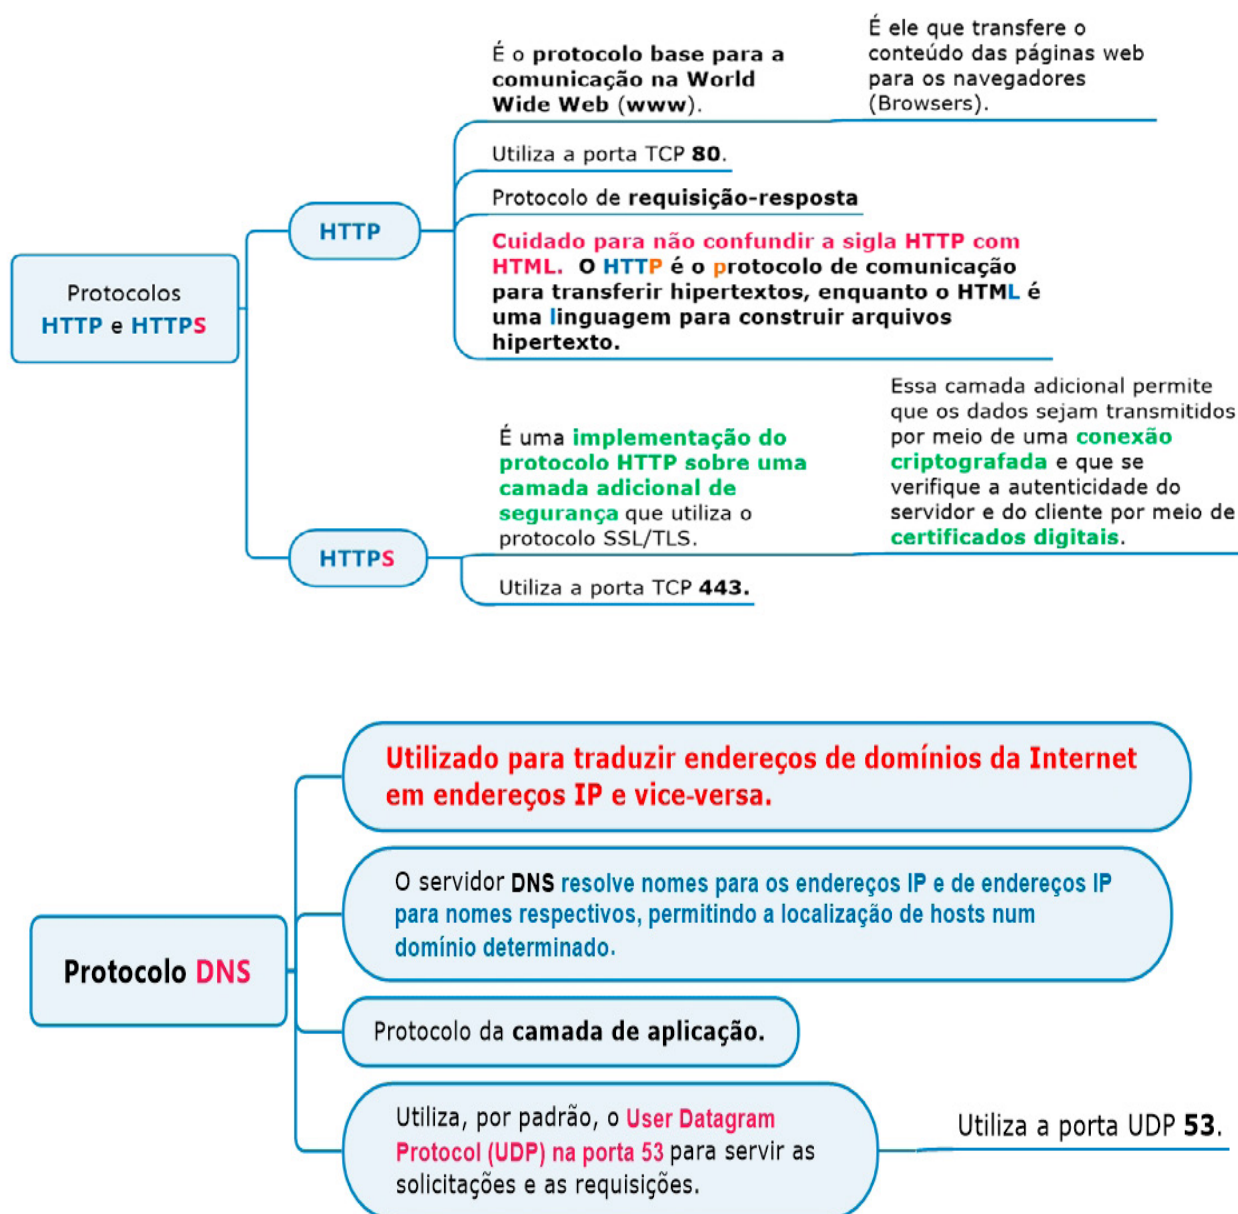 Protocolos
HTTP e HTTPS
HTTP
É o protocolo base para a
comunicação na World
Wide Web (www).
É ele que transfere o
conteúdo das páginas web
para os navegadores
(Browsers).
Utiliza a porta TCP 80.
Protocolo de requisição-resposta
Cuidado para não confundir a sigla HTTP com
HTML. O HTTP é o protocolo de comunicação
para transferir hipertextos, enquanto o HTML é
uma linguagem para construir arquivos
hipertexto.
HTTPS
É uma implementação do
protocolo HTTP sobre uma
camada adicional de
segurança que utiliza o
protocolo SSL/TLS.
Essa camada adicional permite
que os dados sejam transmitidos
por meio de uma conexão
criptografada e que se
verifique a autenticidade do
servidor e do cliente por meio de
certificados digitais.
Utiliza a porta TCP 443.
Protocolo DNS
Utilizado para traduzir endereços de domínios da Internet
em endereços IP e vice-versa.
O servidor DNS resolve nomes para os endereços IP e de endereços IP
para nomes respectivos, permitindo a localização de hosts num
domínio determinado.
Protocolo da camada de aplicação.
Utiliza, por padrão, o User Datagram
Protocol (UDP) na porta 53 para servir as
solicitações e as requisições.
Utiliza a porta UDP 53.